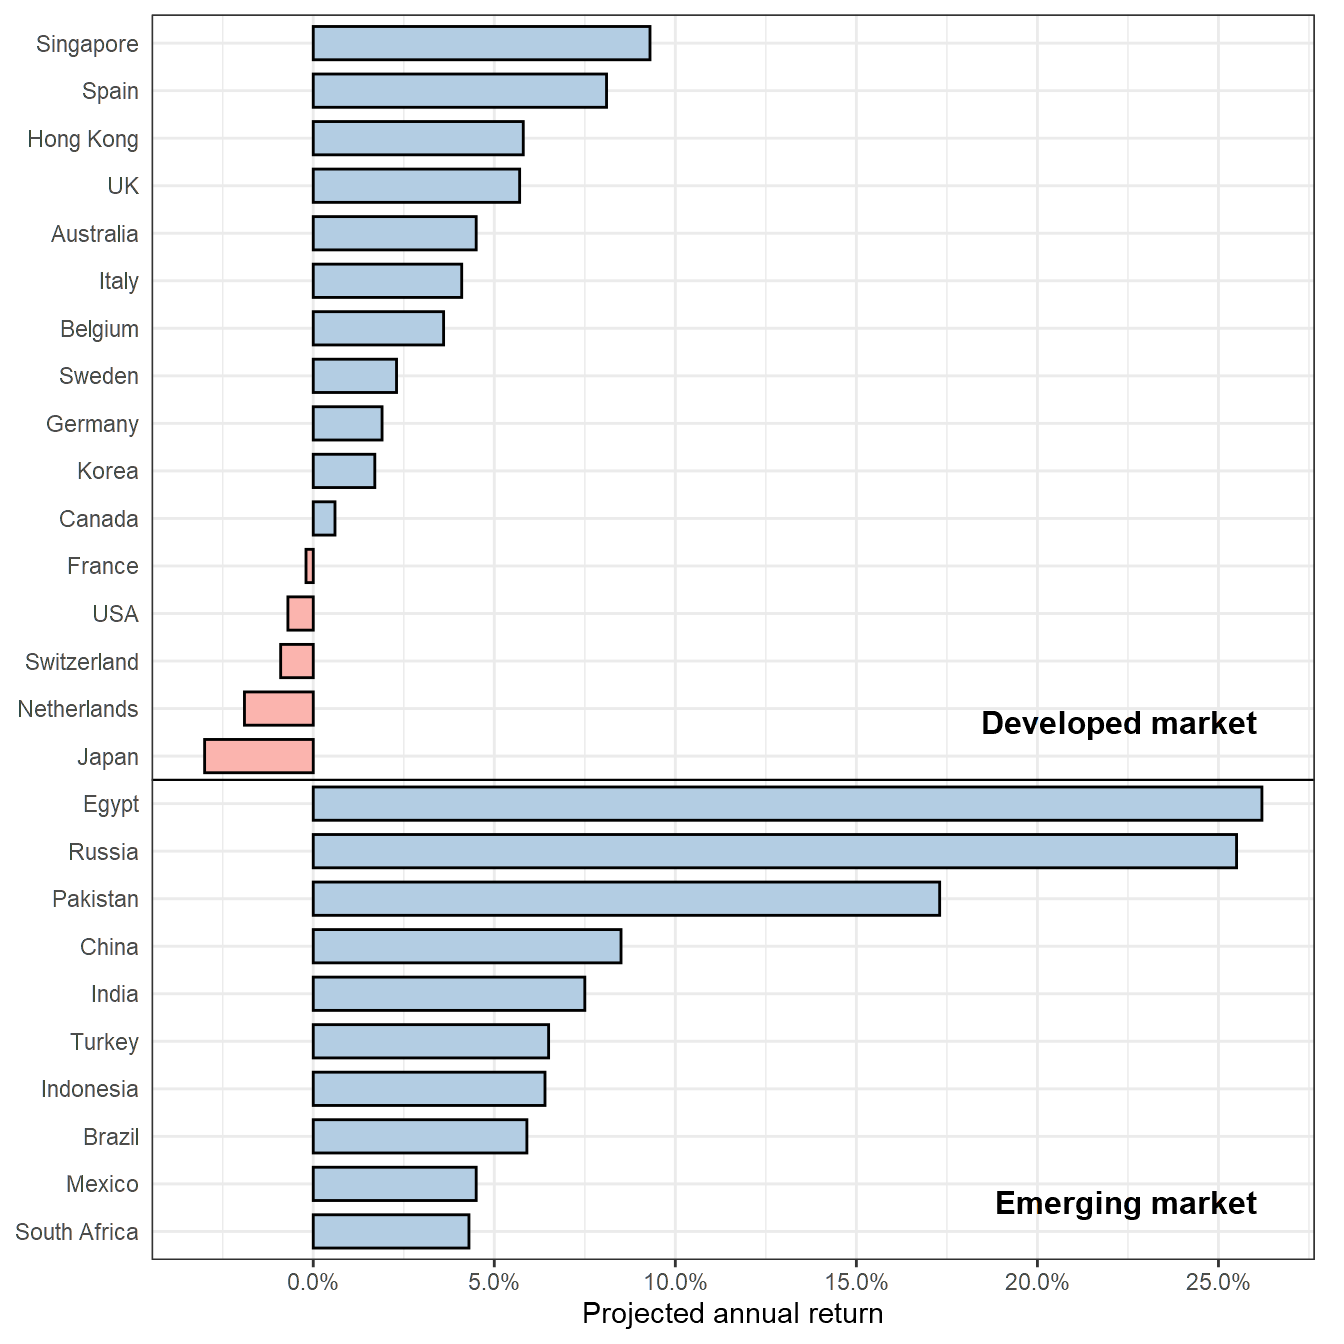 Singapore
Spain
Hong Kong
UK
Australia
Italy
Belgium
Sweden
Germany
Korea
Canada
France
USA
Switzerland
Netherlands
Developed market
Japan
Egypt
Russia
Pakistan
China
India
Turkey
Indonesia
Brazil
Mexico
Emerging market
South Africa
0.0% 5.0% 10.0% 15.0% 20.0% 25.0%
Projected annual return